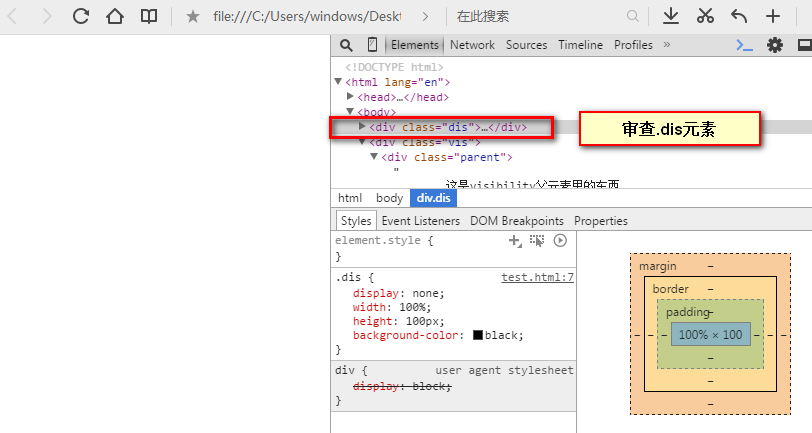 file:///C:/Users/windows/Deskt
在此搜索
Elements Network Sources Timeline Profiles »
<!DOCTYPE html>
▼<html lang="en">
▶<head>…</head>
▼<body>
▶<div class="dis">…</div>
审查.dis元素
▼<div class="vis">
▼<div class="parent">
"
这是visibility父元素里的东西
html body div.dis
Styles Event Listeners DOM Breakpoints Properties
element.style {
}
.dis { test.html:7
display: none;
width: 100%;
height: 100px;
background-color: black;
}
div { user agent stylesheet
display: block;
}
margin –
border –
padding –
– – – 100% × 100 – – –
–
–
–